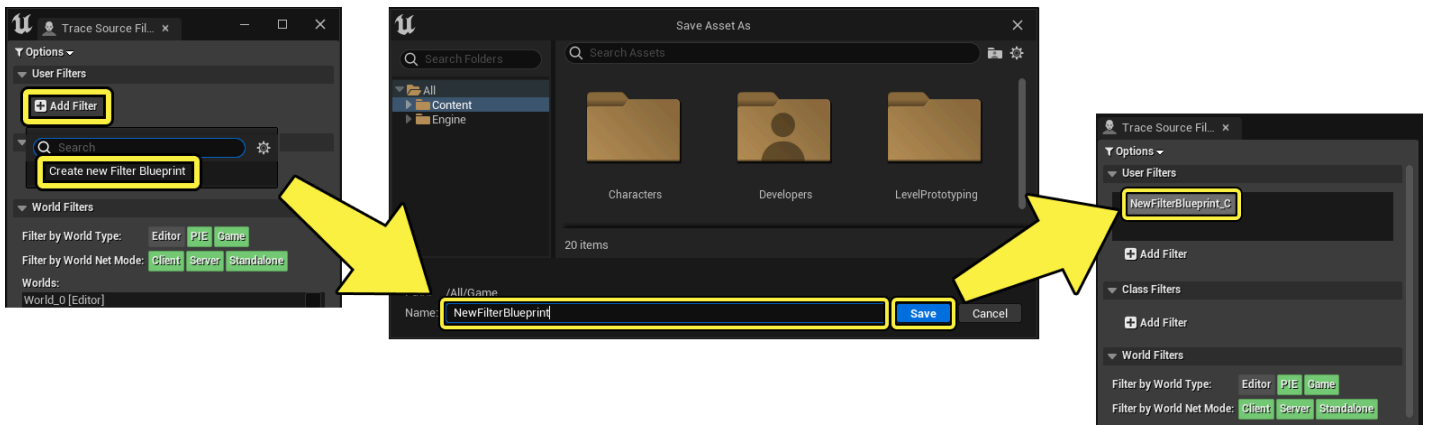 Trace Source Fil...
Options
User Filters
Add Filter
Search
Create new Filter Blueprint
World Filters
Filter by World Type: Editor PIE Game
Filter by World Net Mode: Client Server Standalone
Worlds:
World_0 [Editor]
Save Asset As
Search Folders
Search Assets
All
Content
Engine
Characters Developers LevelPrototyping
20 items
/All/Game
Name: NewFilterBlueprint
Save Cancel
Trace Source Fil...
Options
User Filters
NewFilterBlueprint_C
Add Filter
Class Filters
Add Filter
World Filters
Filter by World Type: Editor PIE Game
Filter by World Net Mode: Client Server Standalone